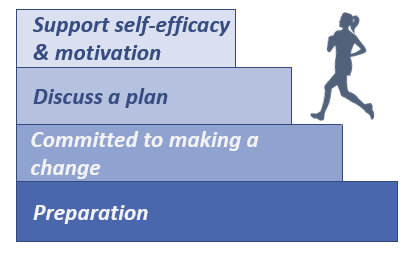 Support self-efficacy
& motivation
Discuss a plan
Committed to making a
change
Preparation